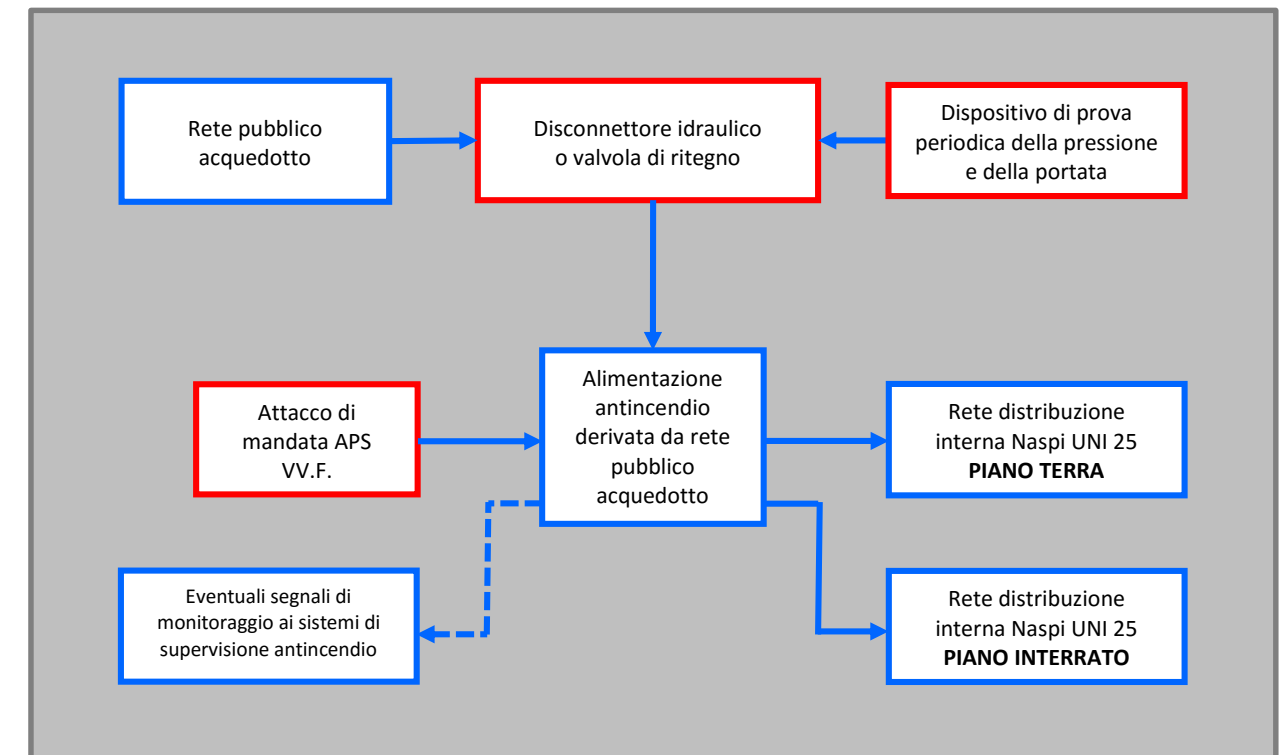 Rete pubblico
acquedotto
Disconnettore idraulico
o valvola di ritegno
Dispositivo di prova
periodica della pressione
e della portata
Attacco di
mandata APS
VV.F.
Alimentazione
antincendio
derivata da rete
pubblico
acquedotto
Rete distribuzione
interna Naspi UNI 25
PIANO TERRA
Eventuali segnali di
monitoraggio ai sistemi di
supervisione antincendio
Rete distribuzione
interna Naspi UNI 25
PIANO INTERRATO